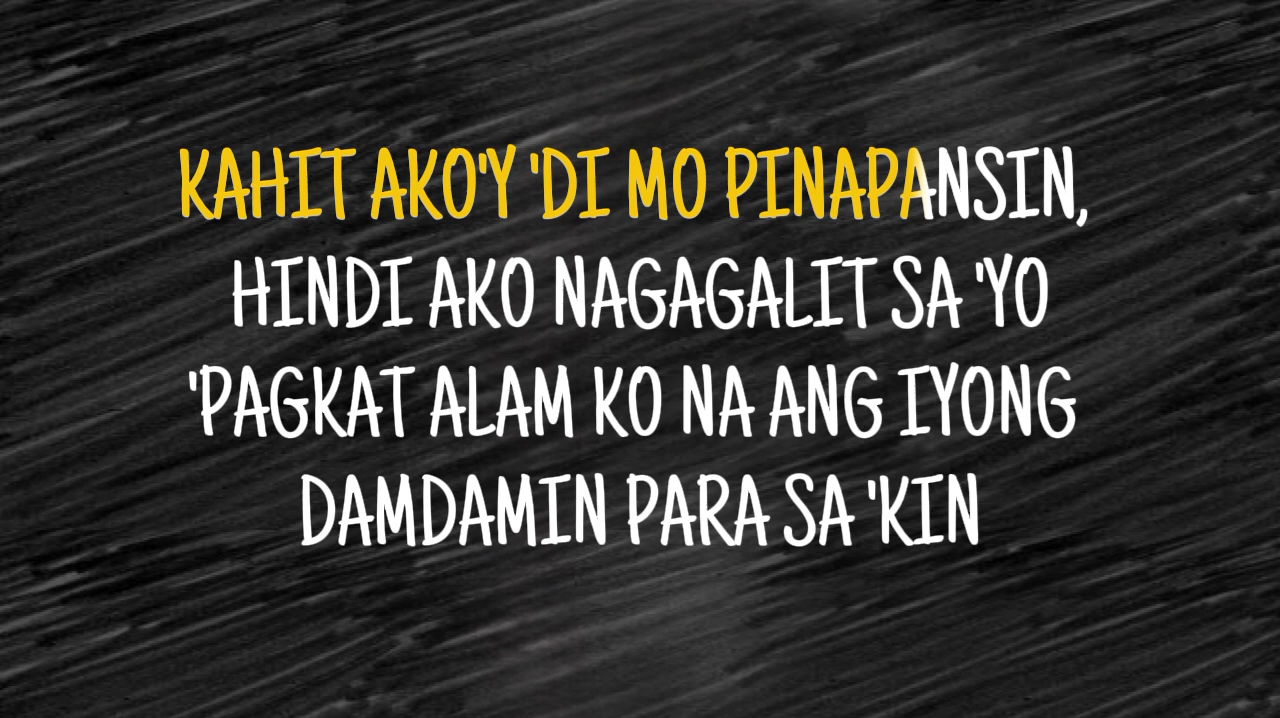 KAHIT AKO'Y 'DI MO PINAPANSIN,
HINDI AKO NAGAGALIT SA 'YO
'PAGKAT ALAM KO NA ANG IYONG
DAMDAMIN PARA SA 'KIN